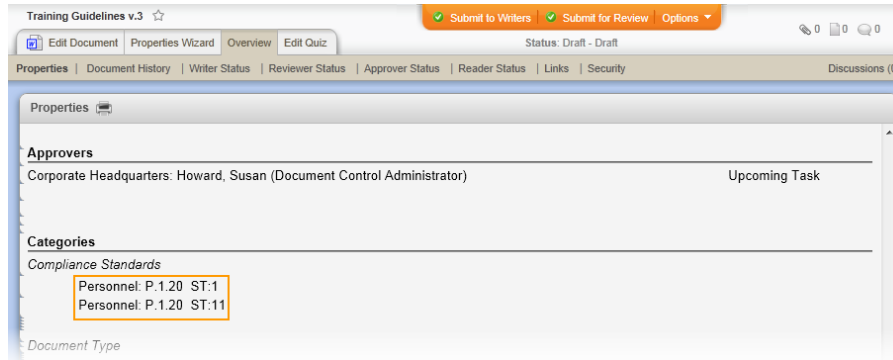 Training Guidelines v.3
Submit to Writers Submit for Review Options
0 0 0
Edit Document Properties Wizard Overview Edit Quiz
Status: Draft - Draft
Properties | Document History | Writer Status | Reviewer Status | Approver Status | Reader Status | Links | Security Discussions (
Properties
Approvers
Corporate Headquarters: Howard, Susan (Document Control Administrator) Upcoming Task
Categories
Compliance Standards
Personnel: P.1.20 ST:1
Personnel: P.1.20 ST:11
Document Type